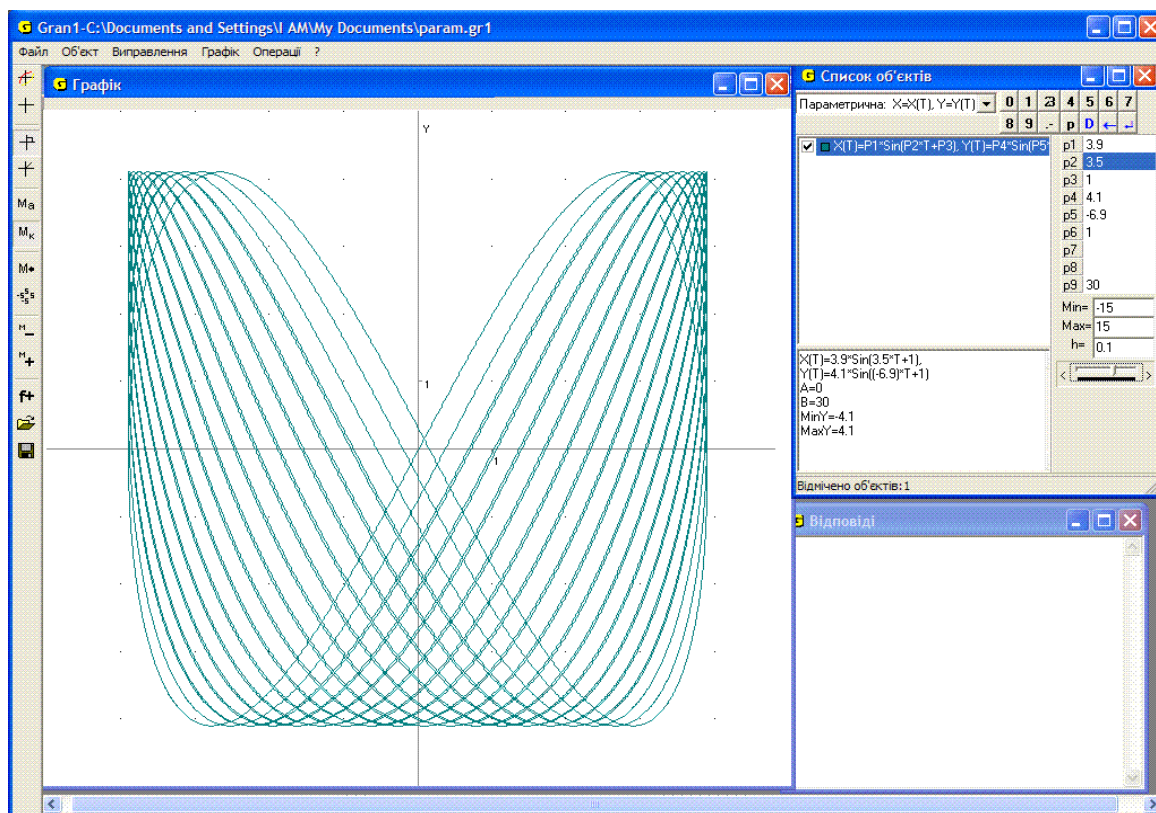 Gran1-C:\Documents and Settings\I AM\My Documents\param.gr1
Файл Об'єкт Виправлення Графік Операції ?
Графік
Y
1
1
Ma
Mк
M
M
M
f+
Список об'єктів
Параметрична: X=X(T), Y=Y(T)
0 1 2 3 4 5 6 7
8 9 .- p D ← ↲
X(T)=P1*Sin(P2*T+P3), Y(T)=P4*Sin(P5*
p1 3.9
p2 3.5
p3 1
p4 4.1
p5 -6.9
p6 1
p7
p8
p9 30
Min= -15
Max= 15
h= 0.1
< >
X(T)=3.9*Sin(3.5*T+1),
Y(T)=4.1*Sin((-6.9)*T+1)
A=0
B=30
MinY=-4.1
MaxY=4.1
Відмічено об'єктів:1
Відповіді